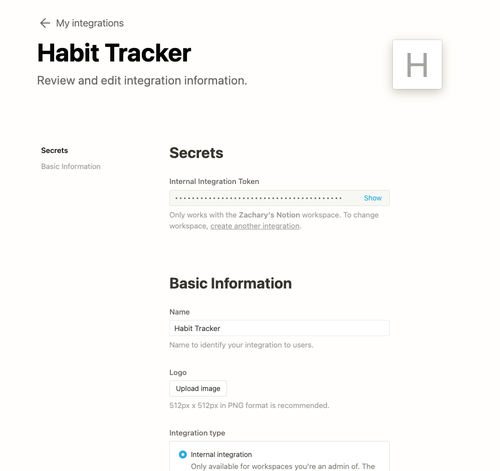 ← My integrations
Habit Tracker
Review and edit integration information.
H
Secrets
Basic Information
Secrets
Internal Integration Token
•••••••••••••••••••••••••••••••••••••••• Show
Only works with the Zachary's Notion workspace. To change
workspace, create another integration.
Basic Information
Name
Habit Tracker
Name to identify your integration to users.
Logo
Upload image
512px x 512px in PNG format is recommended.
Integration type
Internal integration
Only available for workspaces you're an admin of. The